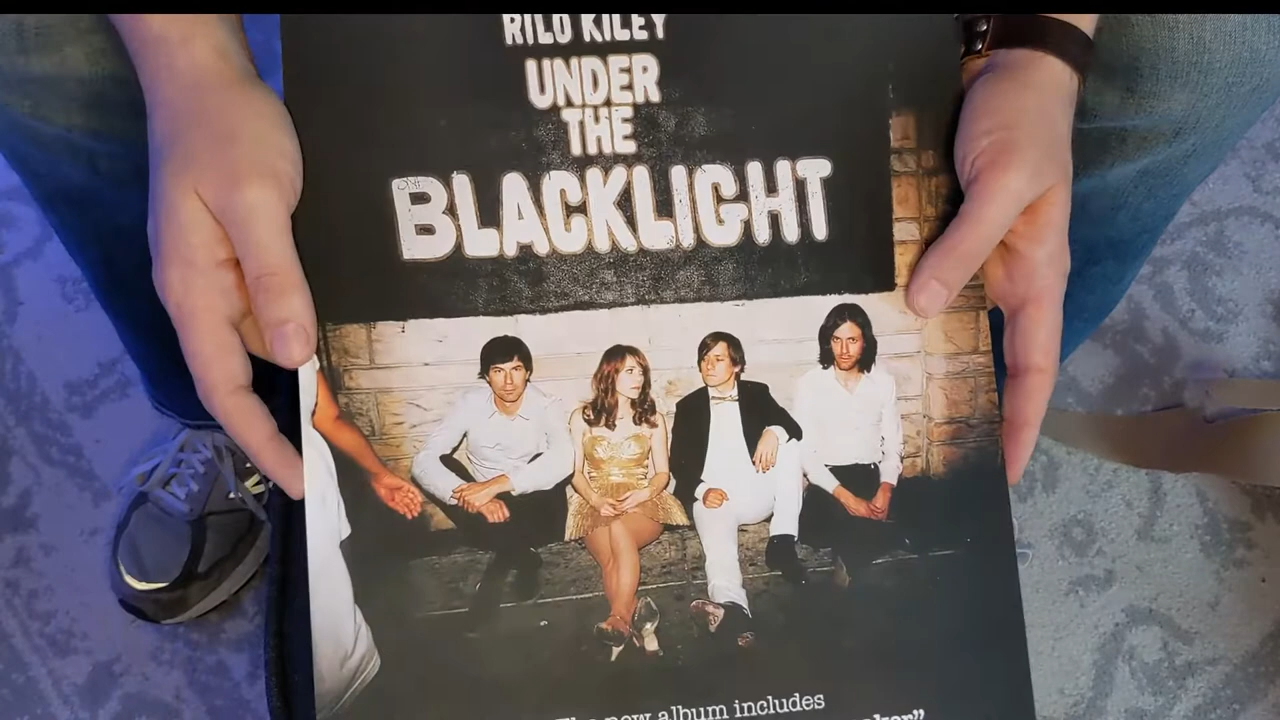 RILO KILEY
UNDER
THE
BLACKLIGHT
The new album includes